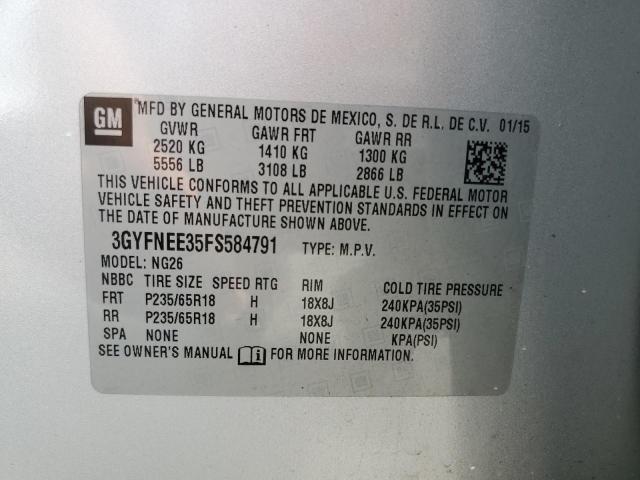 GM MFD BY GENERAL MOTORS DE MEXICO, S. DE R.L. DE C.V. 01/15
GVWR GAWR FRT GAWR RR
2520 KG 1410 KG 1300 KG
5556 LB 3108 LB 2866 LB
THIS VEHICLE CONFORMS TO ALL APPLICABLE U.S. FEDERAL MOTOR
VEHICLE SAFETY AND THEFT PREVENTION STANDARDS IN EFFECT ON
THE DATE OF MANUFACTURE SHOWN ABOVE.
3GYFNEE35FS584791 TYPE: M.P.V.
MODEL: NG26
NBBC TIRE SIZE SPEED RTG RIM COLD TIRE PRESSURE
FRT P235/65R18 H 18X8J 240KPA(35PSI)
RR P235/65R18 H 18X8J 240KPA(35PSI)
SPA NONE NONE KPA(PSI)
SEE OWNER'S MANUAL FOR MORE INFORMATION.